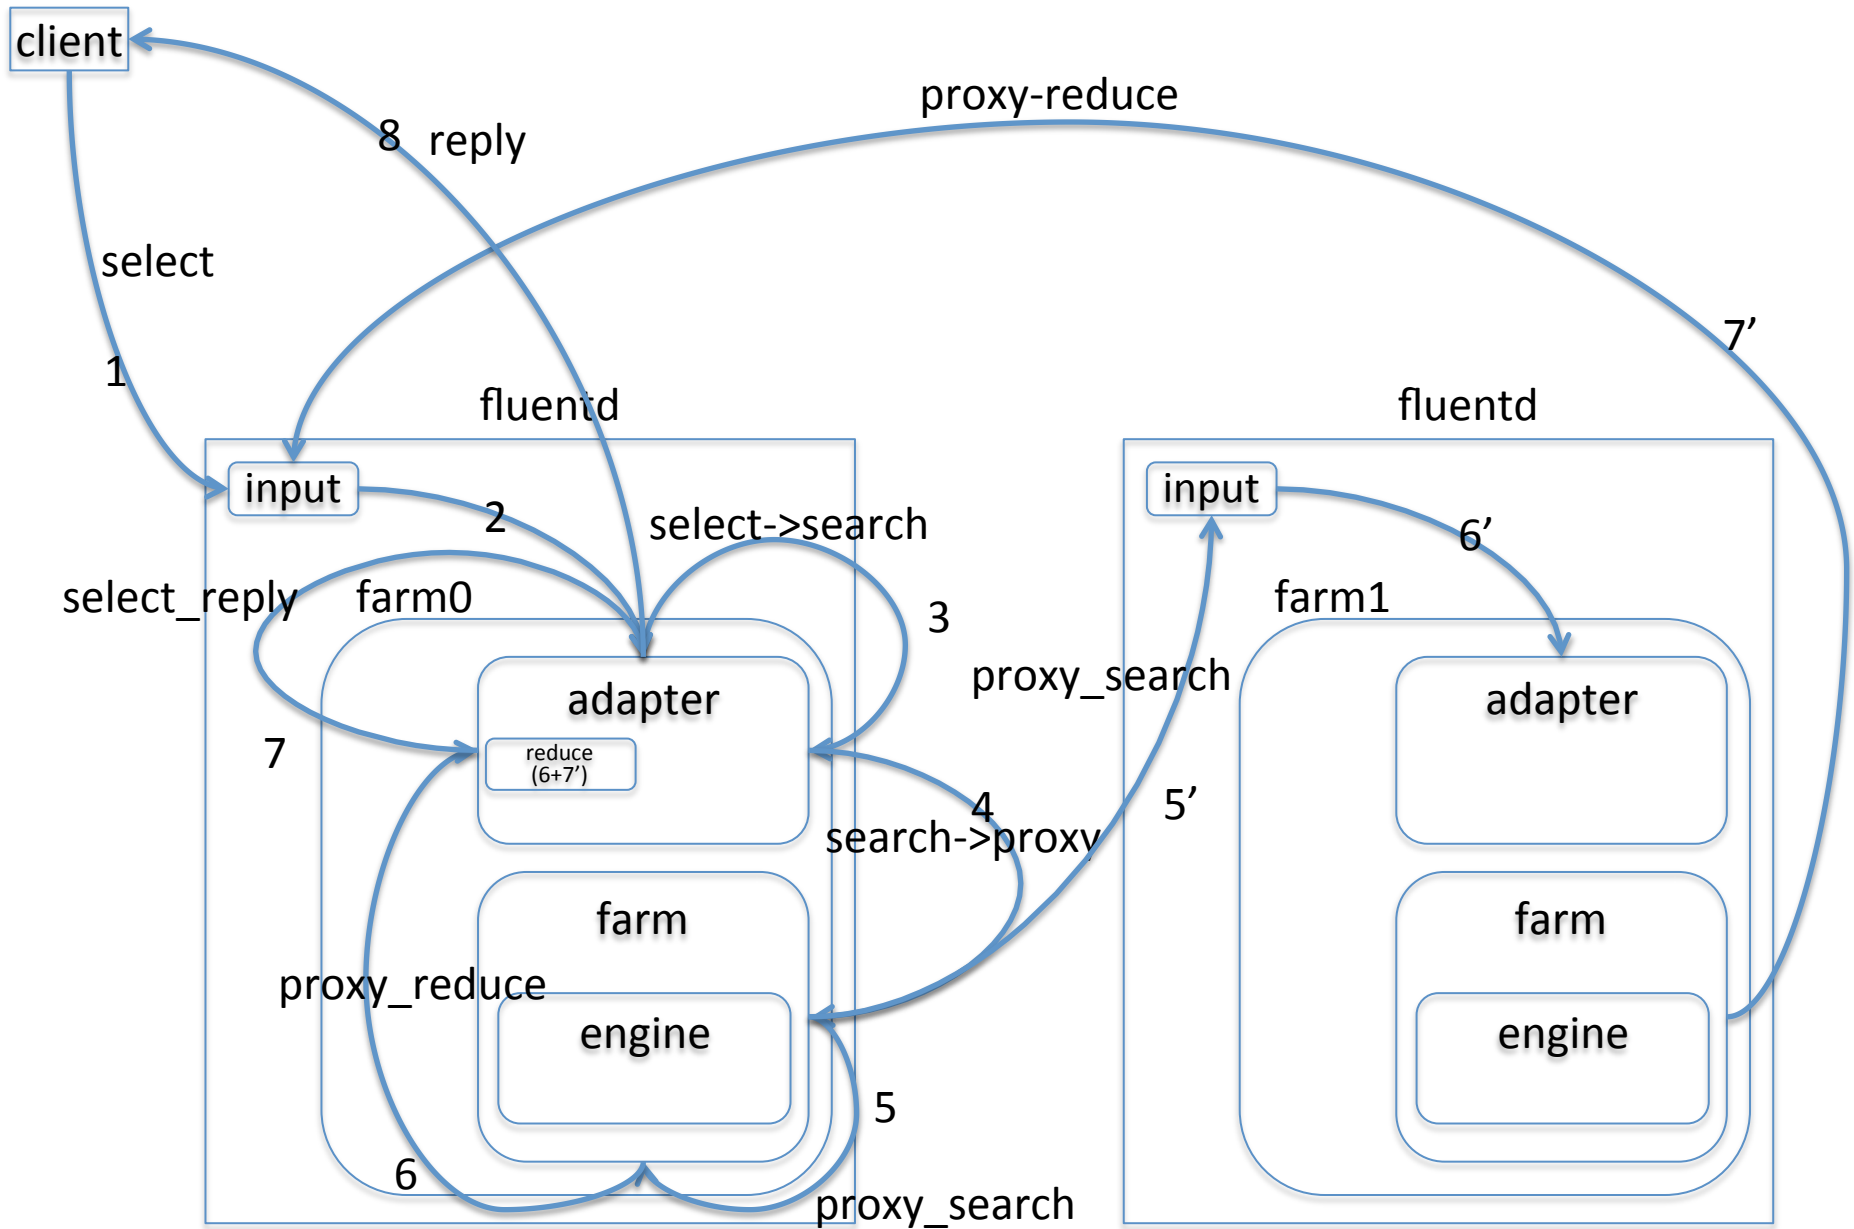 client
proxy-reduce
8 reply
select
7’
1
fluentd
fluentd
input
input
2
select->search
6’
select_reply
farm0
3
farm1
proxy_search
adapter
adapter
7
reduce
(6+7’)
4
5’
search->proxy
farm
farm
proxy_reduce
engine
engine
5
6
proxy_search